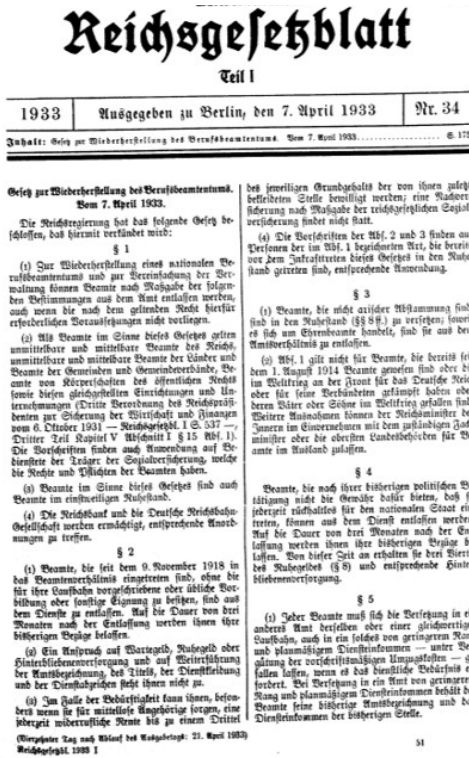 Reichsgesetzblatt
Teil I
1933
Ausgegeben zu Berlin, den 7. April 1933
Nr. 34
Inhalt: Gesetz zur Wiederherstellung des Berufsbeamtentums. Vom 7. April 1933 . . . . . . . . . . . . . . . . . . . . S. 175
Gesetz zur Wiederherstellung des Berufsbeamtentums.
Vom 7. April 1933.
Die Reichsregierung hat das folgende Gesetz be-
schlossen, das hiermit verkündet wird:
§ 1
(1) Zur Wiederherstellung eines nationalen Be-
rufsbeamtentums und zur Vereinfachung der Ver-
waltung können Beamte nach Maßgabe der folgen-
den Bestimmungen aus dem Amt entlassen werden,
auch wenn die nach dem geltenden Recht hierfür
erforderlichen Voraussetzungen nicht vorliegen.
(2) Als Beamte im Sinne dieses Gesetzes gelten
unmittelbare und mittelbare Beamte des Reichs,
unmittelbare und mittelbare Beamte der Länder und
Beamte der Gemeinden und Gemeindeverbände, Be-
amte von Körperschaften des öffentlichen Rechts
sowie diesen gleichgestellten Einrichtungen und Un-
ternehmungen (Dritte Verordnung des Reichspräsi-
denten zur Sicherung der Wirtschaft und Finanzen
vom 6. Oktober 1931 — Reichsgesetzbl. I S. 537 —,
Dritter Teil Kapitel V Abschnitt I § 15 Abs. 1).
Die Vorschriften finden auch Anwendung auf Be-
dienstete der Träger der Sozialversicherung, welche
die Rechte und Pflichten der Beamten haben.
(3) Beamte im Sinne dieses Gesetzes sind auch
Beamte im einstweiligen Ruhestand.
(4) Die Reichsbank und die Deutsche Reichsbahn-
Gesellschaft werden ermächtigt, entsprechende Anord-
nungen zu treffen.
§ 2
(1) Beamte, die seit dem 9. November 1918 in
das Beamtenverhältnis eingetreten sind, ohne die
für ihre Laufbahn vorgeschriebene oder übliche Vor-
bildung oder sonstige Eignung zu besitzen, sind aus
dem Dienste zu entlassen. Auf die Dauer von drei
Monaten nach der Entlassung werden ihnen ihre
bisherigen Bezüge belassen.
(2) Ein Anspruch auf Wartegeld, Ruhegeld oder
Hinterbliebenenversorgung und auf Weiterführung
der Amtsbezeichnung, des Titels, der Dienstkleidung
und der Dienstabzeichen steht ihnen nicht zu.
(3) Im Falle der Bedürftigkeit kann ihnen, beson-
ders wenn sie für mittellose Angehörige sorgen, eine
jederzeit widerrufliche Rente bis zu einem Drittel
(Vierzehnter Tag nach Ablauf des Ausgabetags: 21. April 1933)
Reichsgesetzbl. 1933 I
des jeweiligen Grundgehalts der von ihnen zuletzt
bekleideten Stelle bewilligt werden; eine Nachver-
sicherung nach Maßgabe der reichsgesetzlichen Sozial-
versicherung findet nicht statt.
(4) Die Vorschriften der Abs. 2 und 3 finden auf
Personen der im Abs. 1 bezeichneten Art, die bereits
vor dem Inkrafttreten dieses Gesetzes in den Ruhe-
stand getreten sind, entsprechende Anwendung.
§ 3
(1) Beamte, die nicht arischer Abstammung sind,
sind in den Ruhestand (§§ 8 ff.) zu versetzen; soweit
es sich um Ehrenbeamte handelt, sind sie aus dem
Amtsverhältnis zu entlassen.
(2) Abs. 1 gilt nicht für Beamte, die bereits seit
dem 1. August 1914 Beamte gewesen sind oder die
im Weltkrieg an der Front für das Deutsche Reich
oder für seine Verbündeten gekämpft haben oder
deren Väter oder Söhne im Weltkrieg gefallen sind.
Weitere Ausnahmen können der Reichsminister des
Innern im Einvernehmen mit dem zuständigen Fach-
minister oder die obersten Landesbehörden für Be-
amte im Ausland zulassen.
§ 4
Beamte, die nach ihrer bisherigen politischen Be-
tätigung nicht die Gewähr dafür bieten, daß sie
jederzeit rückhaltlos für den nationalen Staat ein-
treten, können aus dem Dienst entlassen werden.
Auf die Dauer von drei Monaten nach der Ent-
lassung werden ihnen ihre bisherigen Bezüge be-
lassen. Von dieser Zeit an erhalten sie drei Viertel
des Ruhegeldes (§ 8) und entsprechende Hinter-
bliebenenversorgung.
§ 5
(1) Jeder Beamte muß sich die Versetzung in ein
anderes Amt derselben oder einer gleichwertigen
Laufbahn, auch in ein solches von geringerem Rang
und planmäßigem Diensteinkommen — unter Ver-
gütung der vorschriftsmäßigen Umzugskosten — ge-
fallen lassen, wenn es das dienstliche Bedürfnis er-
fordert. Bei Versetzung in ein Amt von geringerem
Rang und planmäßigem Diensteinkommen behält der
Beamte seine bisherige Amtsbezeichnung und das
Diensteinkommen der bisherigen Stelle.
51